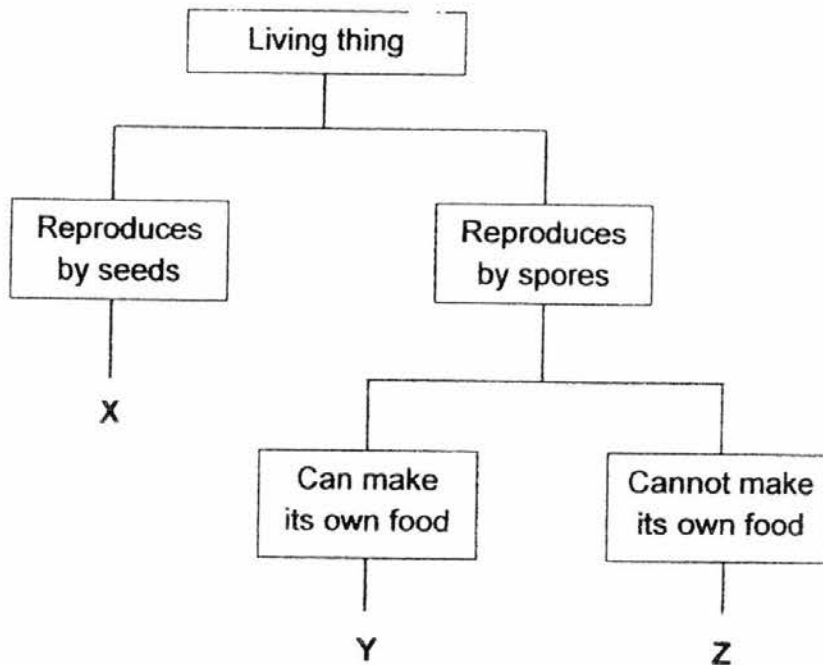 Living thing
Reproduces
by seeds
Reproduces
by spores
X
Can make
its own food
Cannot make
its own food
Y
Z